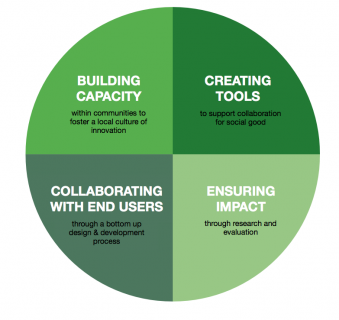 BUILDING
CAPACITY
within communities to
foster a local culture of
innovation
CREATING
TOOLS
to support collaboration
for social good
COLLABORATING
WITH END USERS
through a bottom up
design & development
process
ENSURING
IMPACT
through research and
evaluation